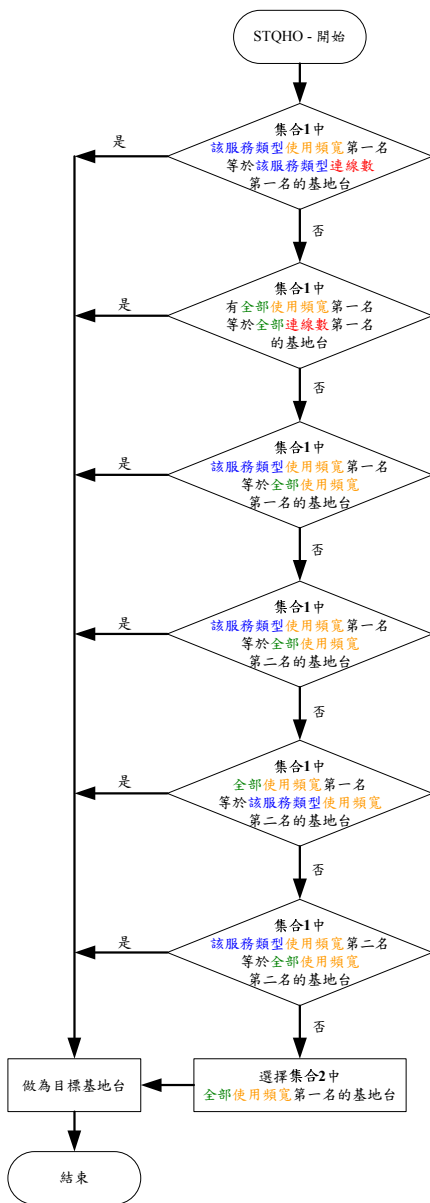 STQHO - 開始
集合1中
該服務類型使用頻寬第一名
等於該服務類型連線數
第一名的基地台
是
否
集合1中
有全部使用頻寬第一名
等於全部連線數第一名
的基地台
是
否
集合1中
該服務類型使用頻寬第一名
等於全部使用頻寬
第一名的基地台
是
否
集合1中
該服務類型使用頻寬第一名
等於全部使用頻寬
第二名的基地台
是
否
集合1中
全部使用頻寬第一名
等於該服務類型使用頻寬
第二名的基地台
是
否
集合1中
該服務類型使用頻寬第二名
等於全部使用頻寬
第二名的基地台
是
否
選擇集合2中
全部使用頻寬第一名的基地台
做為目標基地台
結束